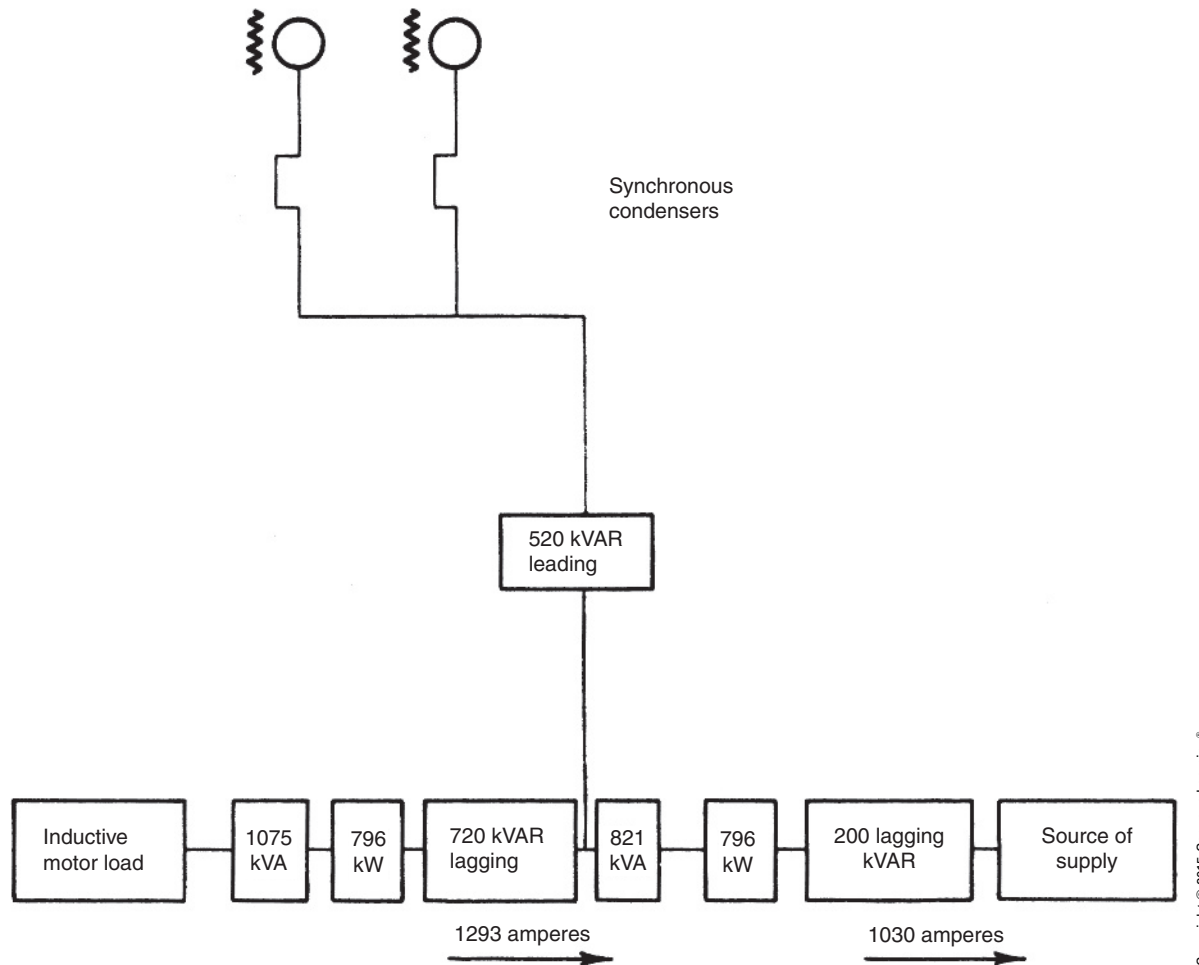 Synchronous
condensers
520 kVAR
leading
Inductive
motor load
1075
kVA
796
kW
720 kVAR
lagging
821
kVA
796
kW
200 lagging
kVAR
Source of
supply
1293 amperes
1030 amperes